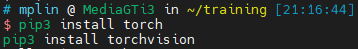 # mplin @ MediaGTi3 in ~/training [21:16:44]
$ pip3 install torch
pip3 install torchvision